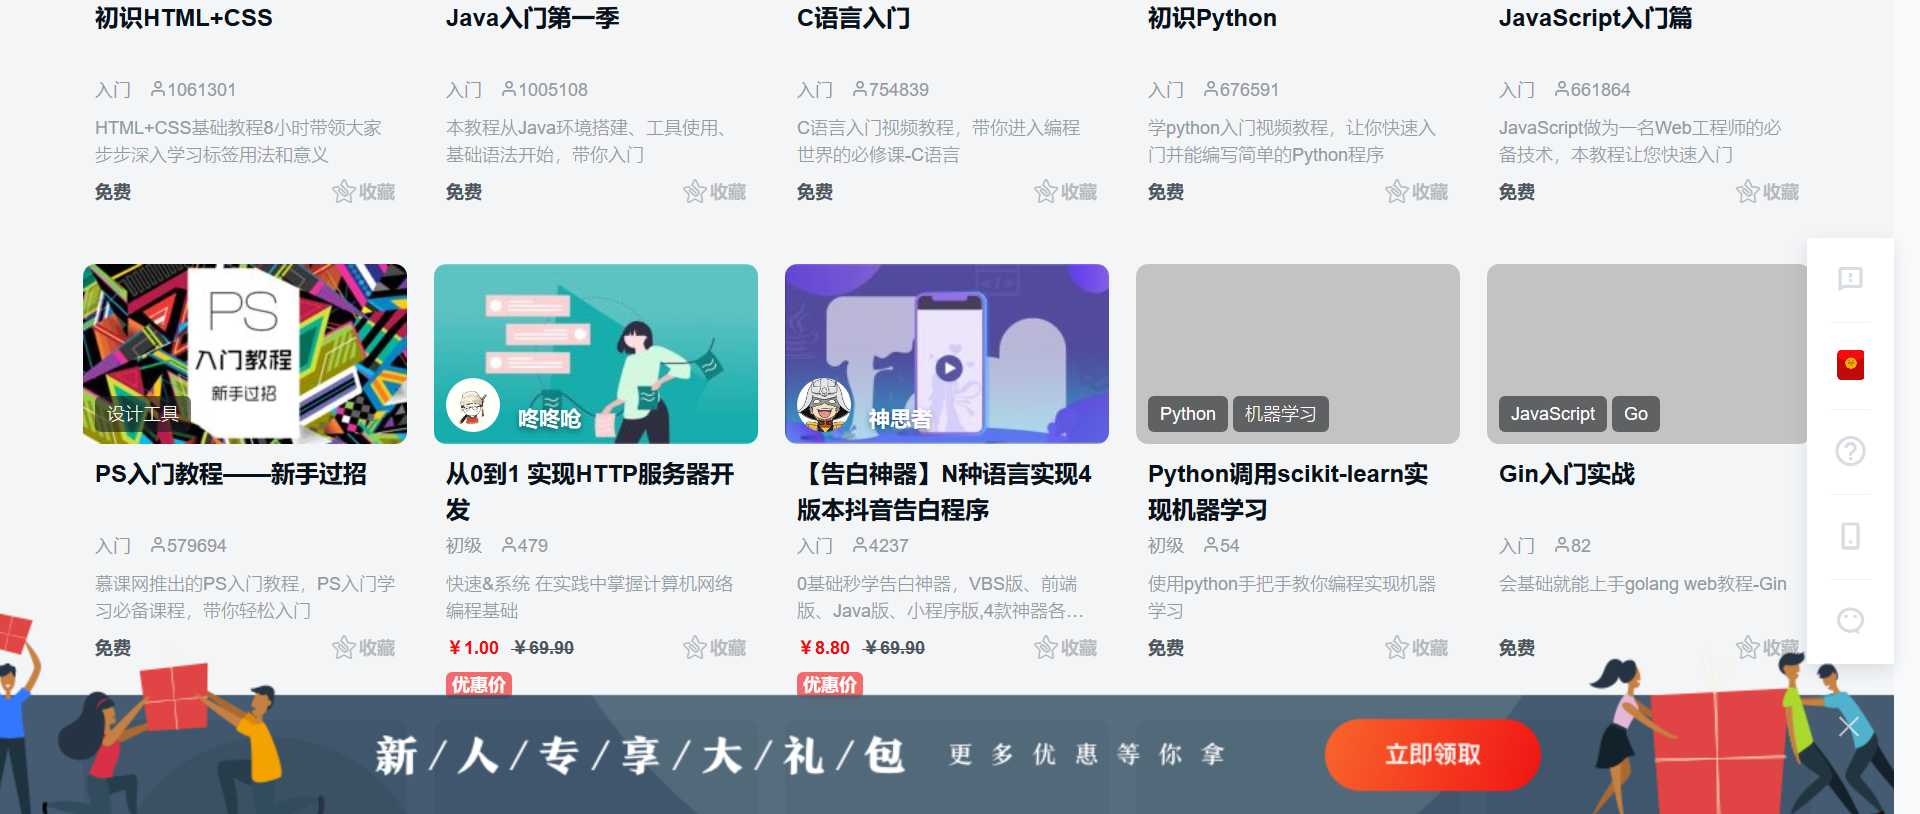 初识HTML+CSS
Java入门第一季
C语言入门
初识Python
JavaScript入门篇
入门 1061301
入门 1005108
入门 754839
入门 676591
入门 661864
HTML+CSS基础教程8小时带领大家
步步深入学习标签用法和意义
本教程从Java环境搭建、工具使用、
基础语法开始，带你入门
C语言入门视频教程，带你进入编程
世界的必修课-C语言
学python入门视频教程，让你快速入
门并能编写简单的Python程序
JavaScript做为一名Web工程师的必
备技术，本教程让您快速入门
免费 收藏
免费 收藏
免费 收藏
免费 收藏
免费 收藏
PS
入门教程
新手过招
设计工具
咚咚呛
神思者
Python 机器学习
JavaScript Go
PS入门教程——新手过招
从0到1 实现HTTP服务器开
发
【告白神器】N种语言实现4
版本抖音告白程序
Python调用scikit-learn实
现机器学习
Gin入门实战
入门 579694
初级 479
入门 4237
初级 54
入门 82
慕课网推出的PS入门教程，PS入门学
习必备课程，带你轻松入门
快速&系统 在实践中掌握计算机网络
编程基础
0基础秒学告白神器，VBS版、前端
版、Java版、小程序版,4款神器各…
使用python手把手教你编程实现机器
学习
会基础就能上手golang web教程-Gin
免费 收藏
￥1.00 ￥69.90 收藏
优惠价
￥8.80 ￥69.90 收藏
优惠价
免费 收藏
免费 收藏
新/人/专/享/大/礼/包 更多优惠等你拿 立即领取